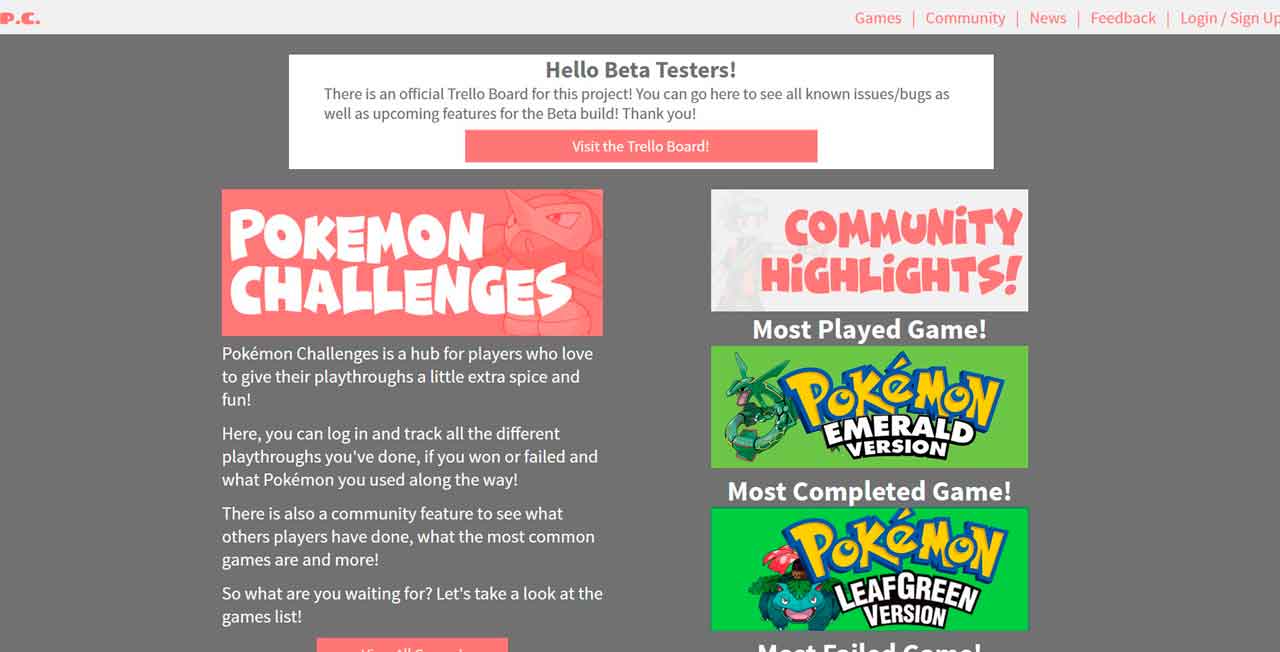 P.C.
Games | Community | News | Feedback | Login / Sign Up
Hello Beta Testers!
There is an official Trello Board for this project! You can go here to see all known issues/bugs as
well as upcoming features for the Beta build! Thank you!
Visit the Trello Board!
POKEMON
CHALLENGES
Pokémon Challenges is a hub for players who love
to give their playthroughs a little extra spice and
fun!
Here, you can log in and track all the different
playthroughs you've done, if you won or failed and
what Pokémon you used along the way!
There is also a community feature to see what
others players have done, what the most common
games are and more!
So what are you waiting for? Let's take a look at the
games list!
COMMUNiTY
HiGHLiGHTS!
Most Played Game!
POKéMON
EMERALD
VERSION
Most Completed Game!
POKéMON
LEAFGREEN
VERSION
Most Failed Game!